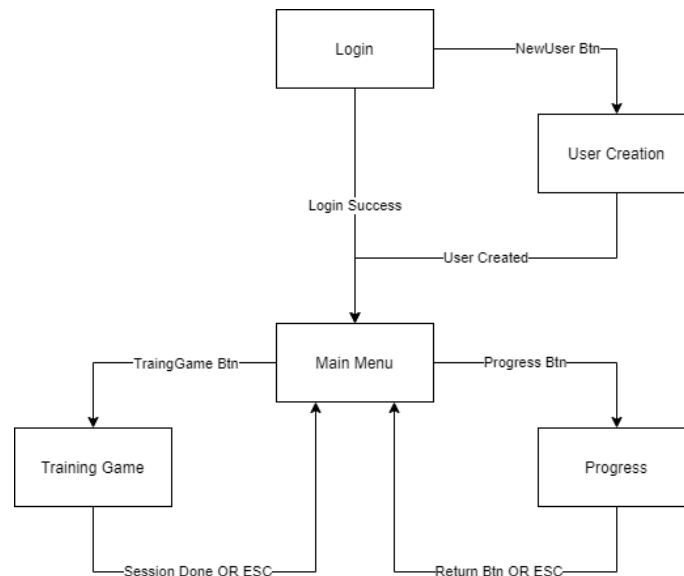 Login
NewUser Btn
User Creation
Login Success
User Created
Main Menu
TraingGame Btn
Progress Btn
Training Game
Progress
Session Done OR ESC
Return Btn OR ESC